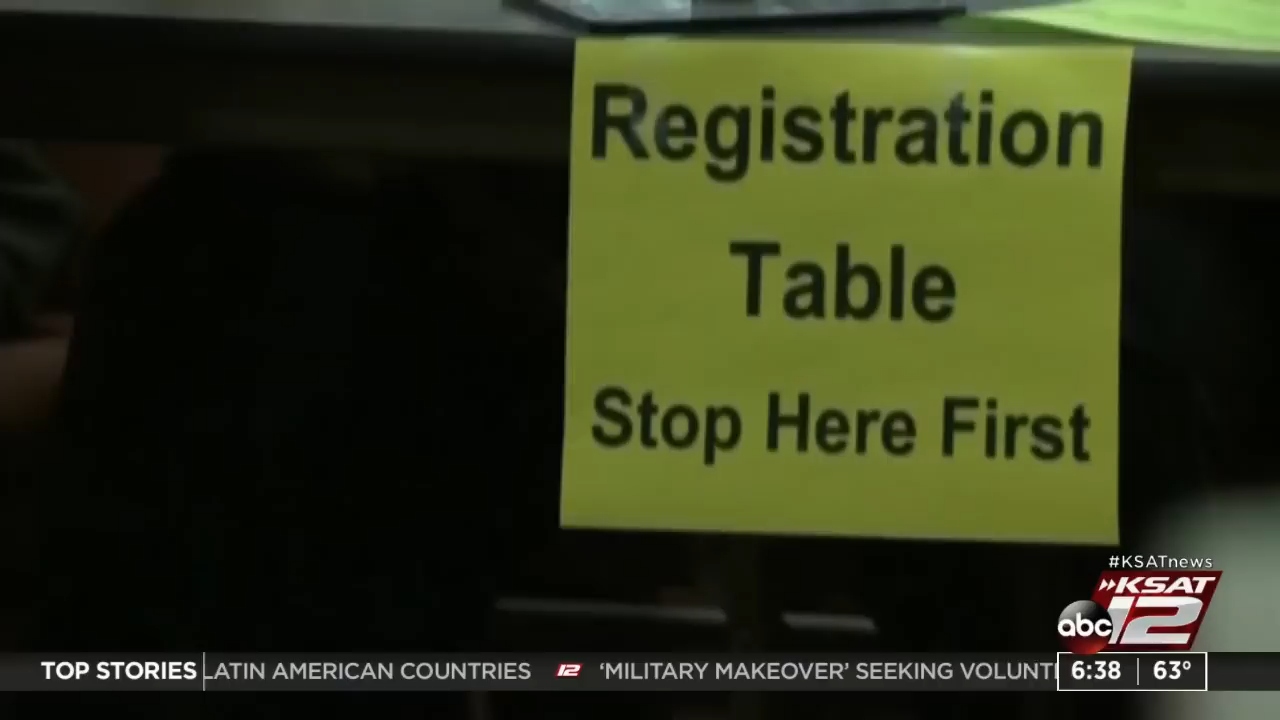 Registration
Table
Stop Here First
#KSATnews
KSAT
abc 12
TOP STORIES LATIN AMERICAN COUNTRIES 12 ‘MILITARY MAKEOVER’ SEEKING VOLUNT 6:38 63°